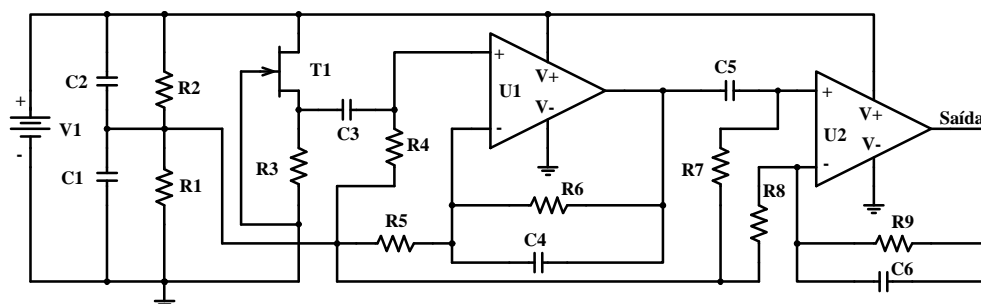 C2
R2
+
V1
-
C1
R1
T1
C3
R3
R4
+
V+
U1
V-
-
R5
R6
C4
C5
R7
R8
+
V+
U2
V-
-
Saída
R9
C6